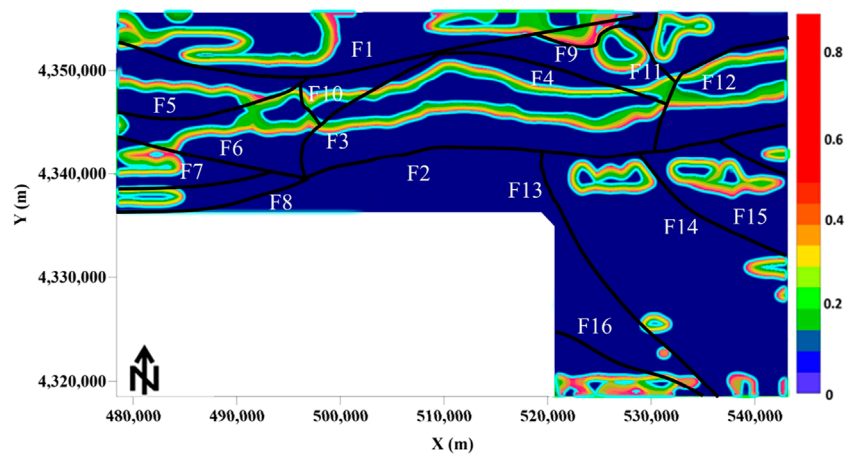 F1
F9
0.8
4,350,000
F11
F12
F4
F10
F5
0.6
F3
F6
4,340,000
F7
F2
F13
0.4
F8
F14
F15
Y (m)
4,330,000
0.2
F16
4,320,000
N
0
480,000 490,000 500,000 510,000 520,000 530,000 540,000
X (m)